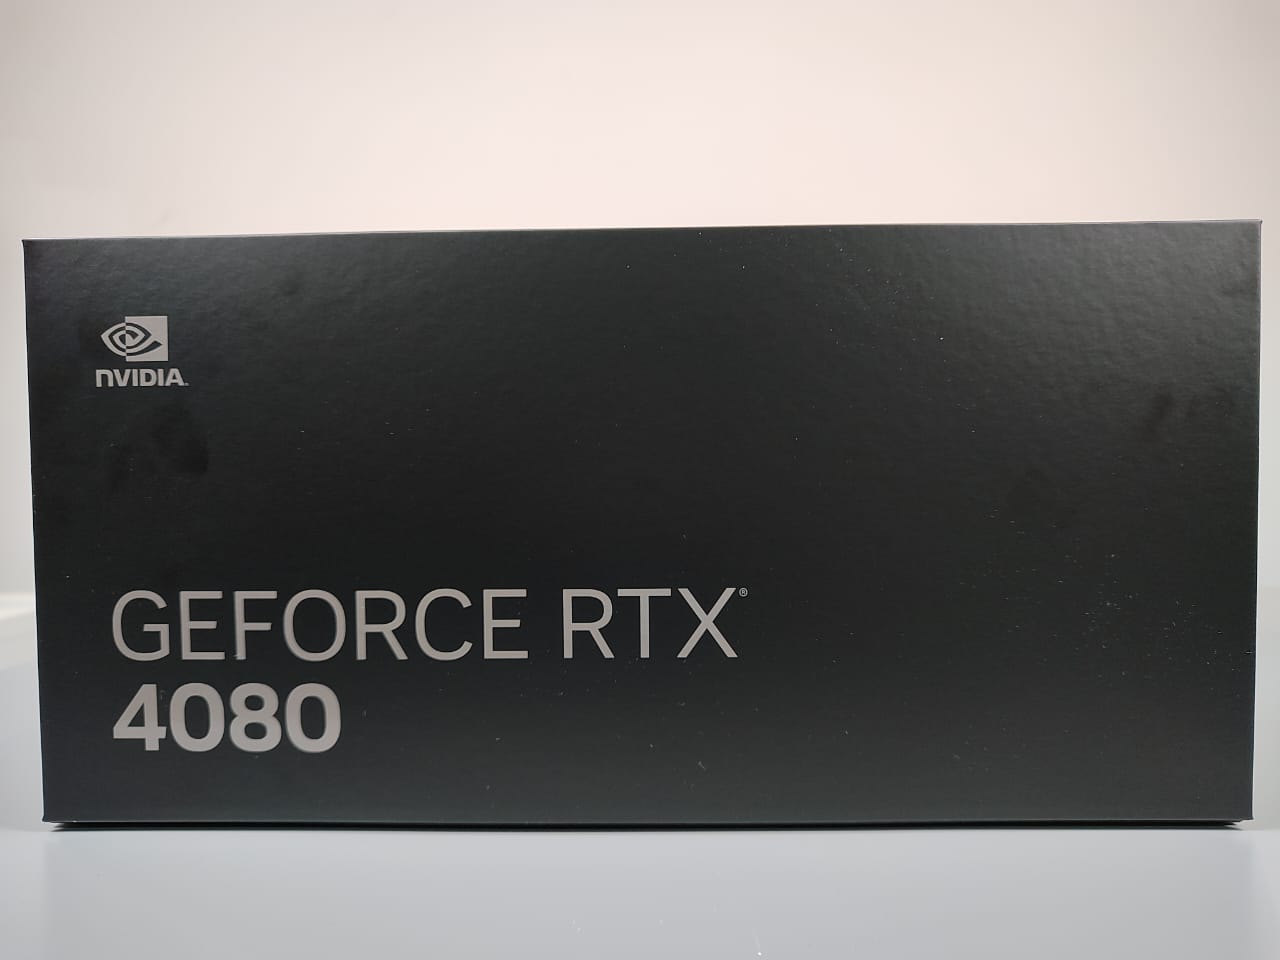 NVIDIA.
GEFORCE RTX®
4080